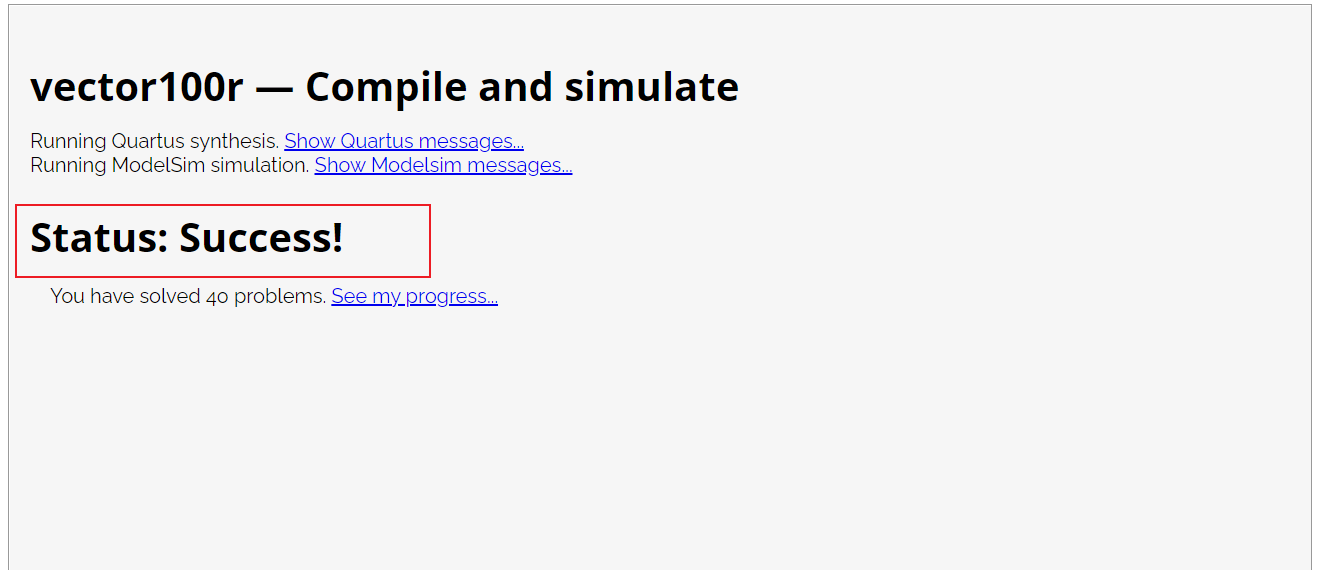 vector100r — Compile and simulate
Running Quartus synthesis. Show Quartus messages...
Running ModelSim simulation. Show Modelsim messages...
Status: Success!
You have solved 40 problems. See my progress...